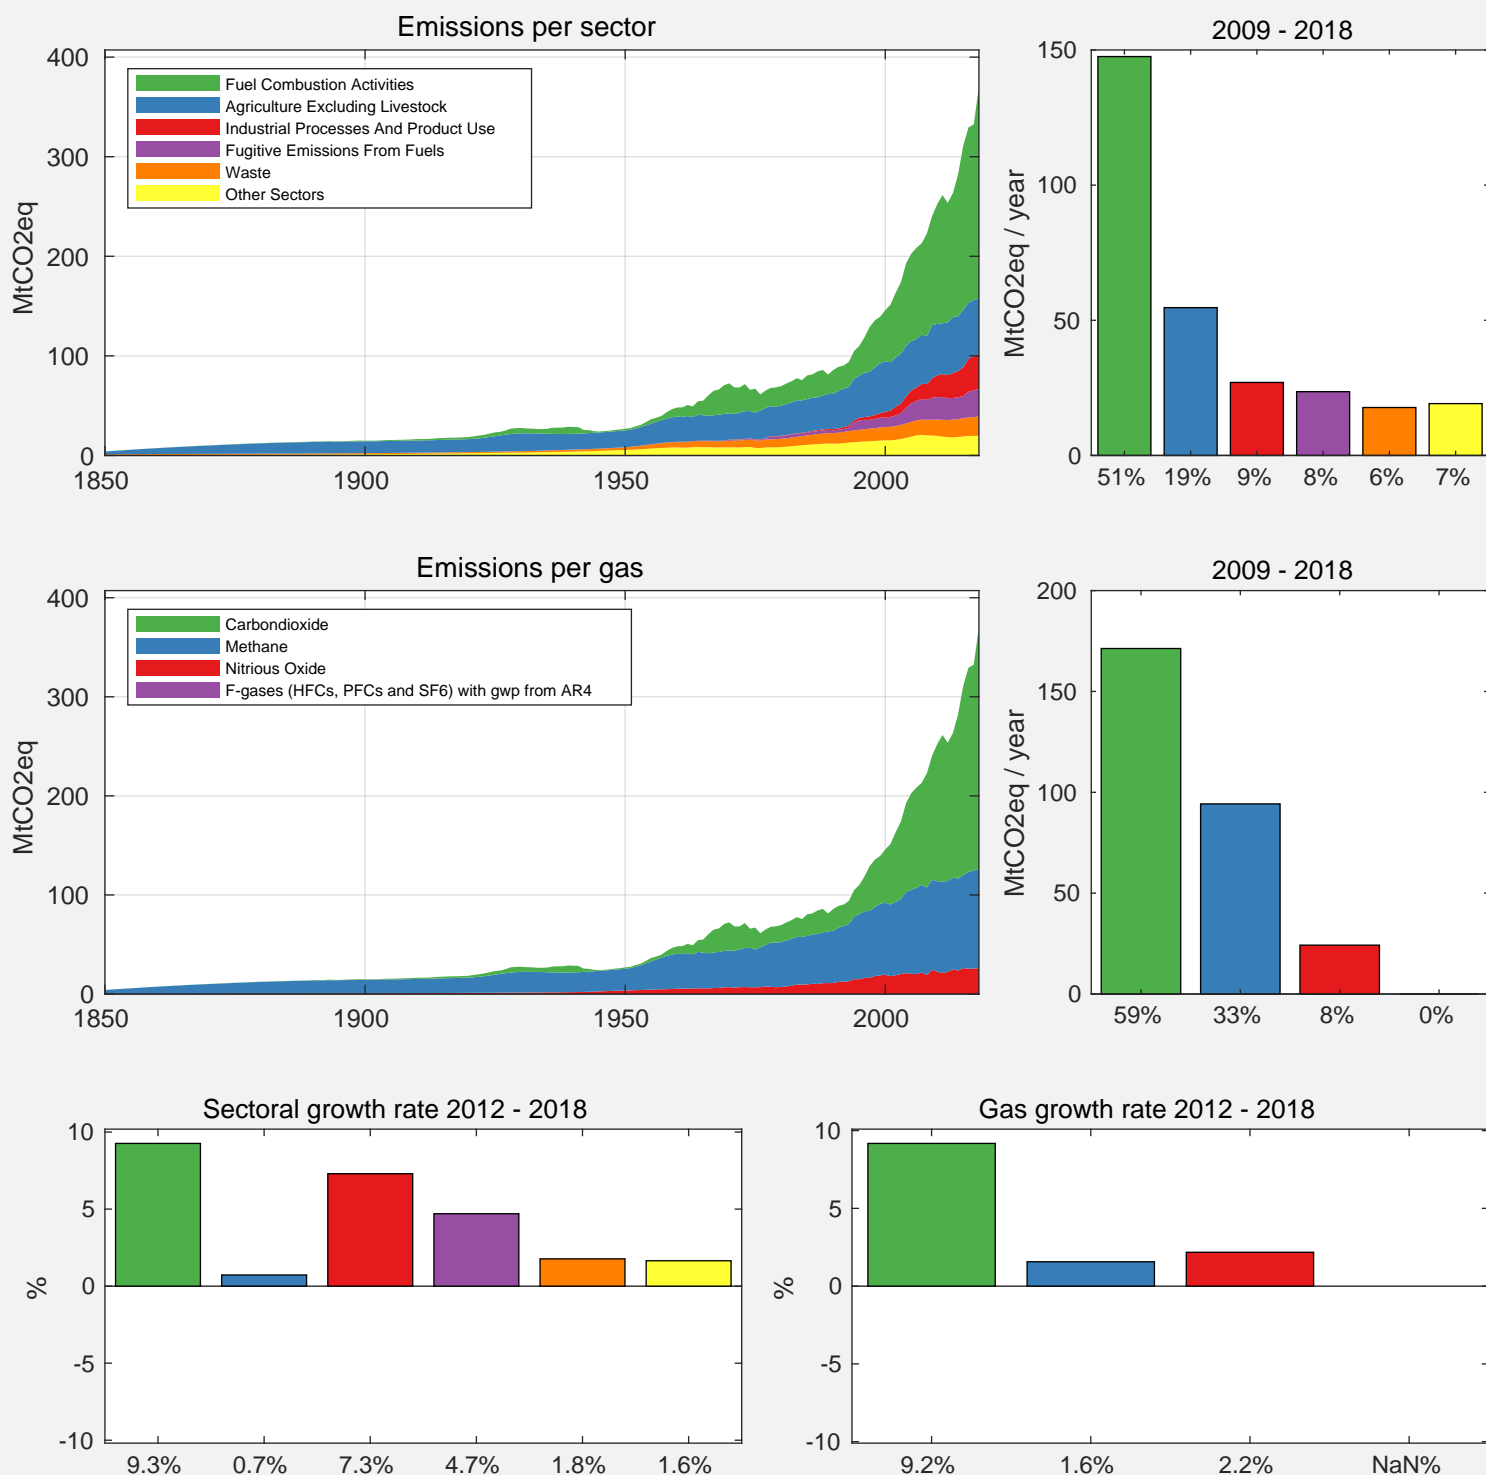 Emissions per sector
MtCO2eq
400
300
200
100
0
1850 1900 1950 2000
Fuel Combustion Activities
Agriculture Excluding Livestock
Industrial Processes And Product Use
Fugitive Emissions From Fuels
Waste
Other Sectors
2009 - 2018
MtCO2eq / year
150
100
50
0
51% 19% 9% 8% 6% 7%
Emissions per gas
MtCO2eq
400
300
200
100
0
1850 1900 1950 2000
Carbondioxide
Methane
Nitrious Oxide
F-gases (HFCs, PFCs and SF6) with gwp from AR4
2009 - 2018
MtCO2eq / year
200
150
100
50
0
59% 33% 8% 0%
Sectoral growth rate 2012 - 2018
%
10
5
0
-5
-10
9.3% 0.7% 7.3% 4.7% 1.8% 1.6%
Gas growth rate 2012 - 2018
%
10
5
0
-5
-10
9.2% 1.6% 2.2% NaN%